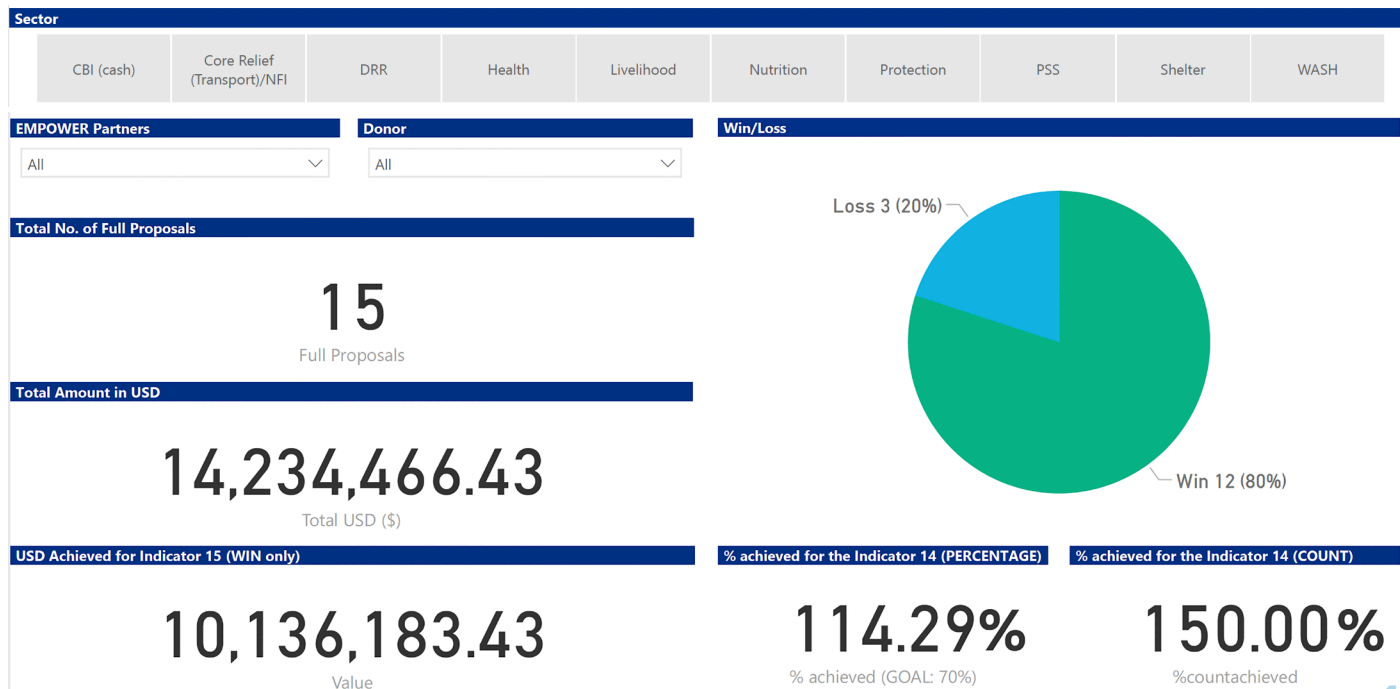 Sector
CBI (cash)
Core Relief
(Transport)/NFI
DRR
Health
Livelihood
Nutrition
Protection
PSS
Shelter
WASH
EMPOWER Partners
All
Donor
All
Total No. of Full Proposals
15
Full Proposals
Total Amount in USD
14,234,466.43
Total USD ($)
USD Achieved for Indicator 15 (WIN only)
10,136,183.43
Value
Win/Loss
Loss 3 (20%)
Win 12 (80%)
% achieved for the Indicator 14 (PERCENTAGE)
114.29%
% achieved (GOAL: 70%)
% achieved for the Indicator 14 (COUNT)
150.00%
%countachieved